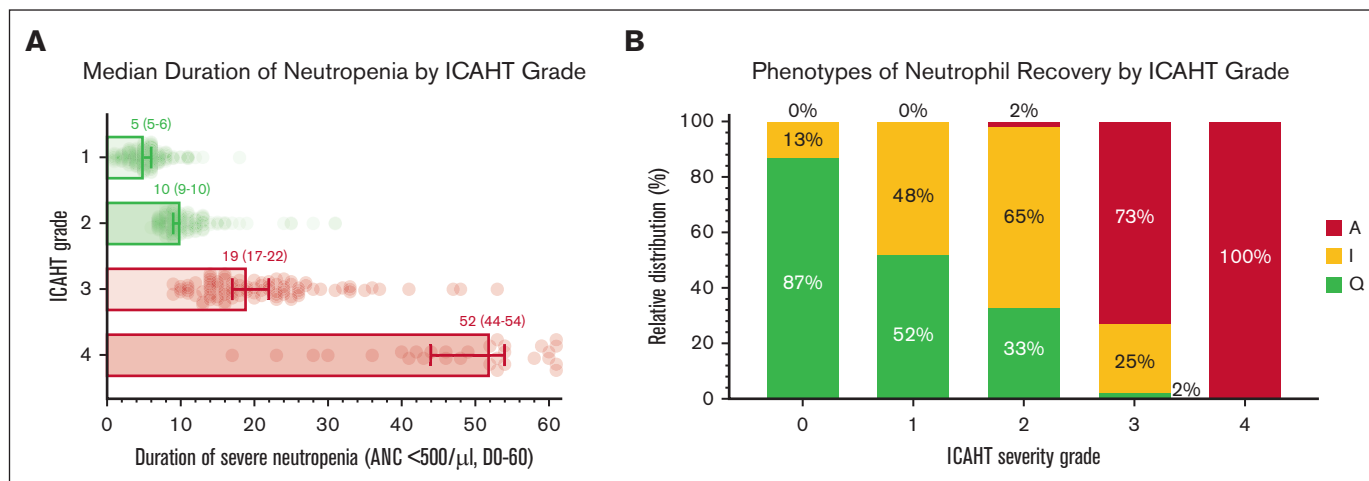 A
Median Duration of Neutropenia by ICAHT Grade
5 (5-6)
1
10 (9-10)
2
19 (17-22)
3
52 (44-54)
4
ICAHT grade
0 10 20 30 40 50 60
Duration of severe neutropenia (ANC <500/μl, D0-60)
B
Phenotypes of Neutrophil Recovery by ICAHT Grade
0% 0% 2%
100
80
60
40
20
0
Relative distribution (%)
13%
87%
48%
52%
65%
33%
73%
25%
2%
100%
0 1 2 3 4
ICAHT severity grade
A
I
Q